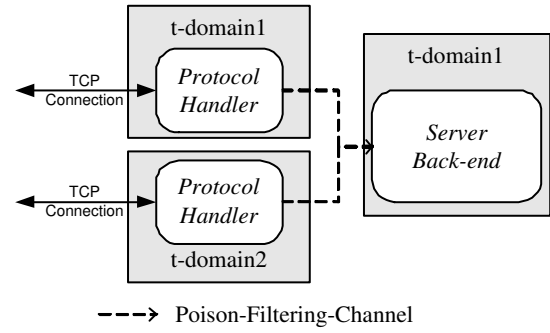 t-domain1
Protocol
Handler
TCP
Connection
t-domain1
Server
Back-end
Protocol
Handler
TCP
Connection
t-domain2
Poison-Filtering-Channel